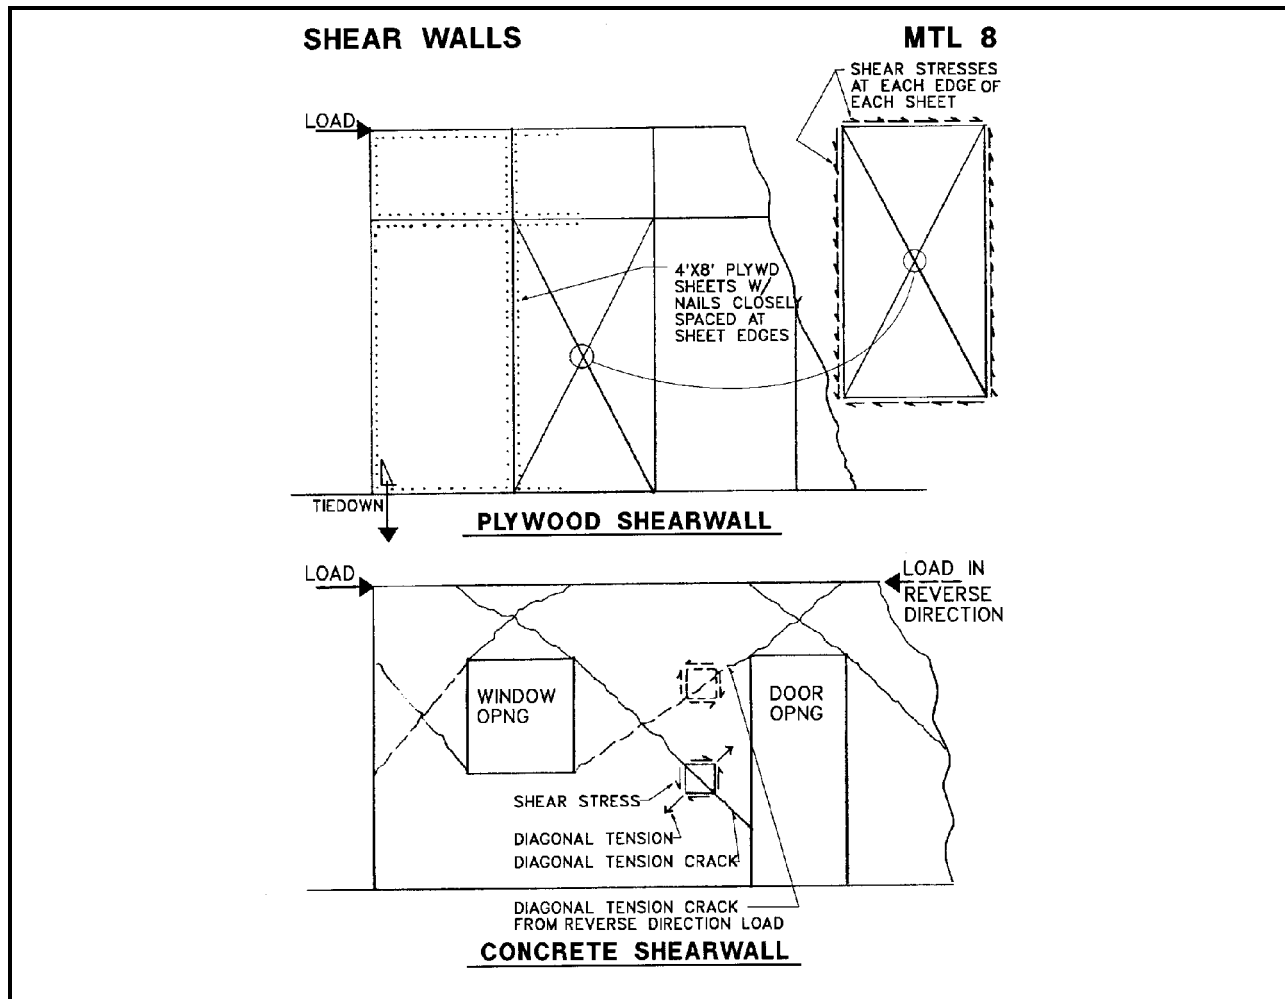 SHEAR WALLS
MTL 8
SHEAR STRESSES
AT EACH EDGE OF
EACH SHEET
LOAD
4'X8' PLYWD
SHEETS W/
NAILS CLOSELY
SPACED AT
SHEET EDGES
TIEDOWN
PLYWOOD SHEARWALL
LOAD
LOAD IN
REVERSE
DIRECTION
WINDOW
OPNG
DOOR
OPNG
SHEAR STRESS
DIAGONAL TENSION
DIAGONAL TENSION CRACK
DIAGONAL TENSION CRACK
FROM REVERSE DIRECTION LOAD
CONCRETE SHEARWALL